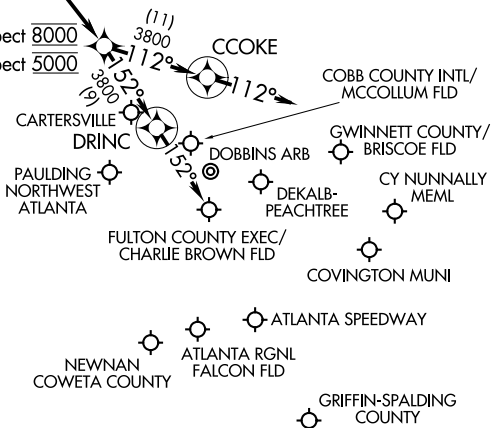 (11)
3800
pect 8000
pect 5000
112°
CCOKE
112°
152°
3800
(9)
CARTERSVILLE
DRINC
152°
COBB COUNTY INTL/
MCCOLLUM FLD
DOBBINS ARB
GWINNETT COUNTY/
BRISCOE FLD
PAULDING
NORTHWEST
ATLANTA
DEKALB-
PEACHTREE
CY NUNNALLY
MEML
FULTON COUNTY EXEC/
CHARLIE BROWN FLD
COVINGTON MUNI
ATLANTA SPEEDWAY
NEWNAN
COWETA COUNTY
ATLANTA RGNL
FALCON FLD
GRIFFIN-SPALDING
COUNTY